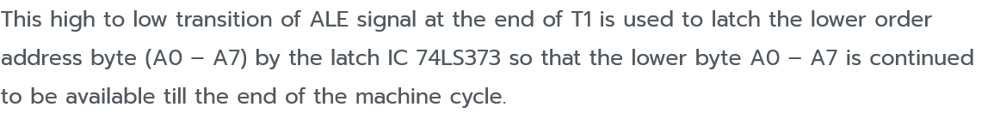 This high to low transition of ALE signal at the end of T1 is used to latch the lower order
address byte (A0 – A7) by the latch IC 74LS373 so that the lower byte A0 – A7 is continued
to be available till the end of the machine cycle.